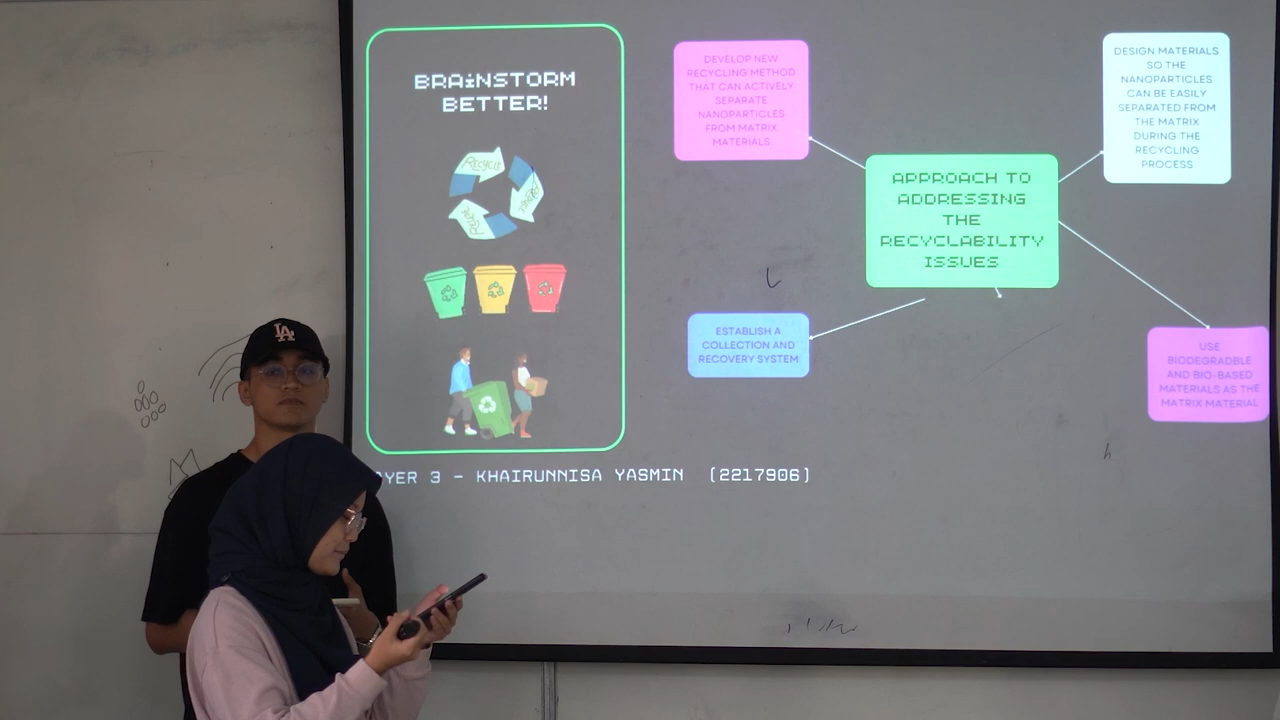 BRAiNSTORM
BETTER!
RECYCLE
LA
YER 3 - KHAIRUNNISA YASMIN (2217906)
DEVELOP NEW
RECYCLING METHOD
THAT CAN ACTIVELY
SEPARATE
NANOPARTICLES
FROM MATRIX
MATERIALS
DESIGN MATERIALS
SO THE
NANOPARTICLES
CAN BE EASILY
SEPARATED FROM
THE MATRIX
DURING THE
RECYCLING
PROCESS
APPROACH TO
ADDRESSING
THE
RECYCLABILITY
ISSUES
ESTABLISH A
COLLECTION AND
RECOVERY SYSTEM
USE
BIODEGRADBLE
AND BIO-BASED
MATERIALS AS THE
MATRIX MATERIAL